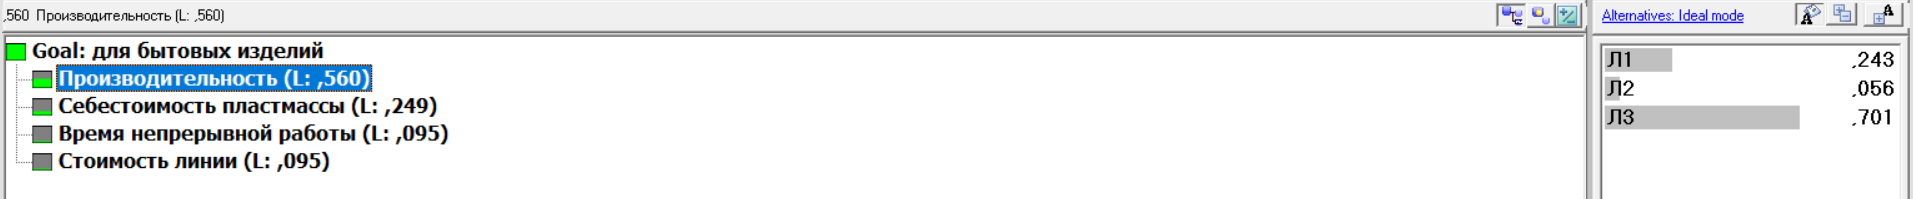 ,560 Производительность (L: ,560)
Alternatives: Ideal mode
Goal: для бытовых изделий
Производительность (L: ,560)
Себестоимость пластмассы (L: ,249)
Время непрерывной работы (L: ,095)
Стоимость линии (L: ,095)
Л1 ,243
Л2 ,056
Л3 ,701